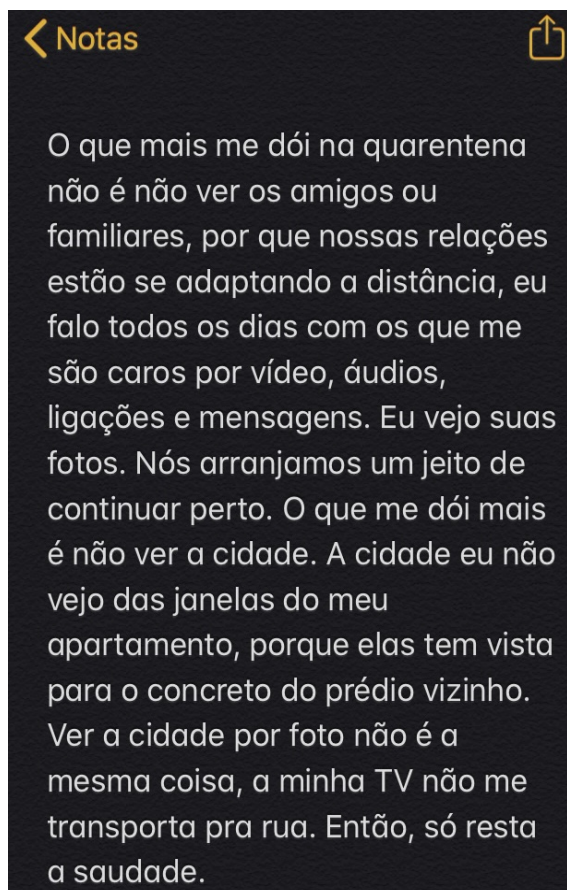 Notas
O que mais me dói na quarentena
não é não ver os amigos ou
familiares, por que nossas relações
estão se adaptando a distância, eu
falo todos os dias com os que me
são caros por vídeo, áudios,
ligações e mensagens. Eu vejo suas
fotos. Nós arranjamos um jeito de
continuar perto. O que me dói mais
é não ver a cidade. A cidade eu não
vejo das janelas do meu
apartamento, porque elas tem vista
para o concreto do prédio vizinho.
Ver a cidade por foto não é a
mesma coisa, a minha TV não me
transporta pra rua. Então, só resta
a saudade.